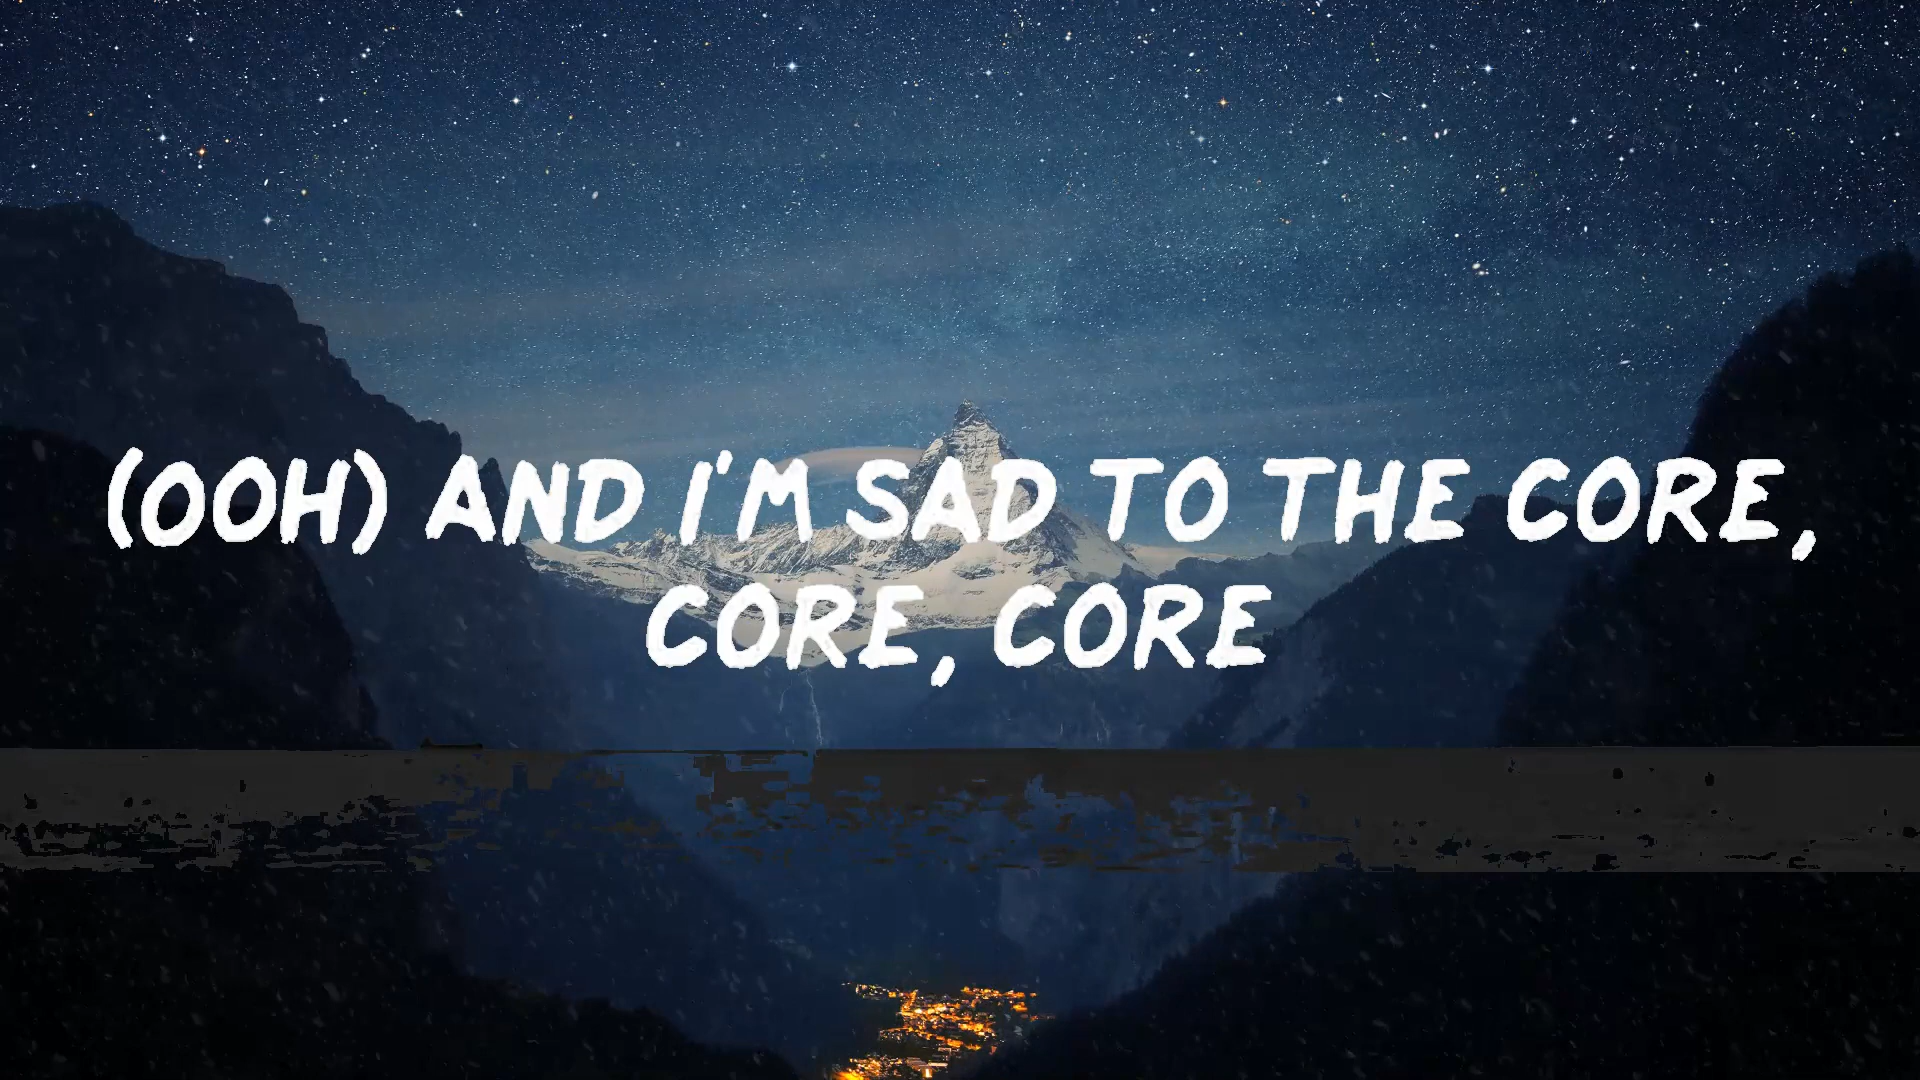 (OOH) AND I'M SAD TO THE CORE,
CORE, CORE